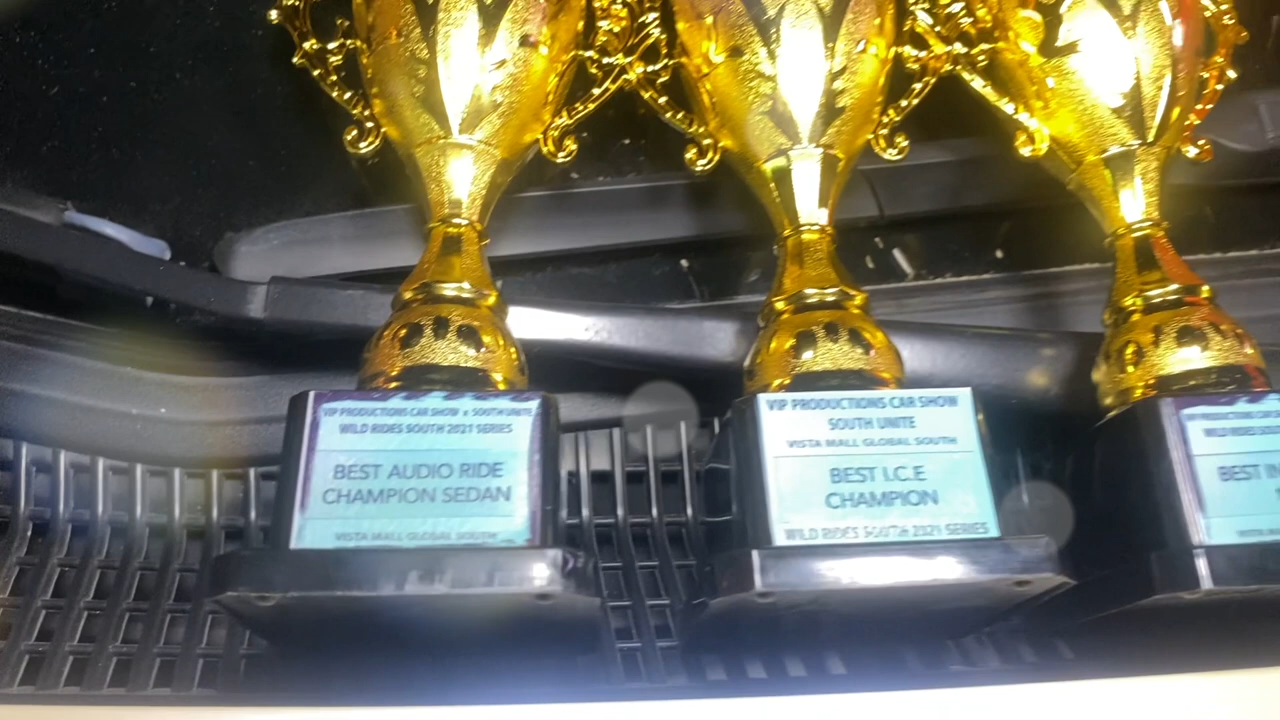 VIP PRODUCTIONS CAR SHOW x SOUTH UNITE
WILD RIDES SOUTH 2021 SERIES
BEST AUDIO RIDE
CHAMPION SEDAN
VISTA MALL GLOBAL SOUTH
VIP PRODUCTIONS CAR SHOW
SOUTH UNITE
VISTA MALL GLOBAL SOUTH
BEST I.C.E
CHAMPION
WILD RIDES SOUTH 2021 SERIES
WILD RIDES
BEST